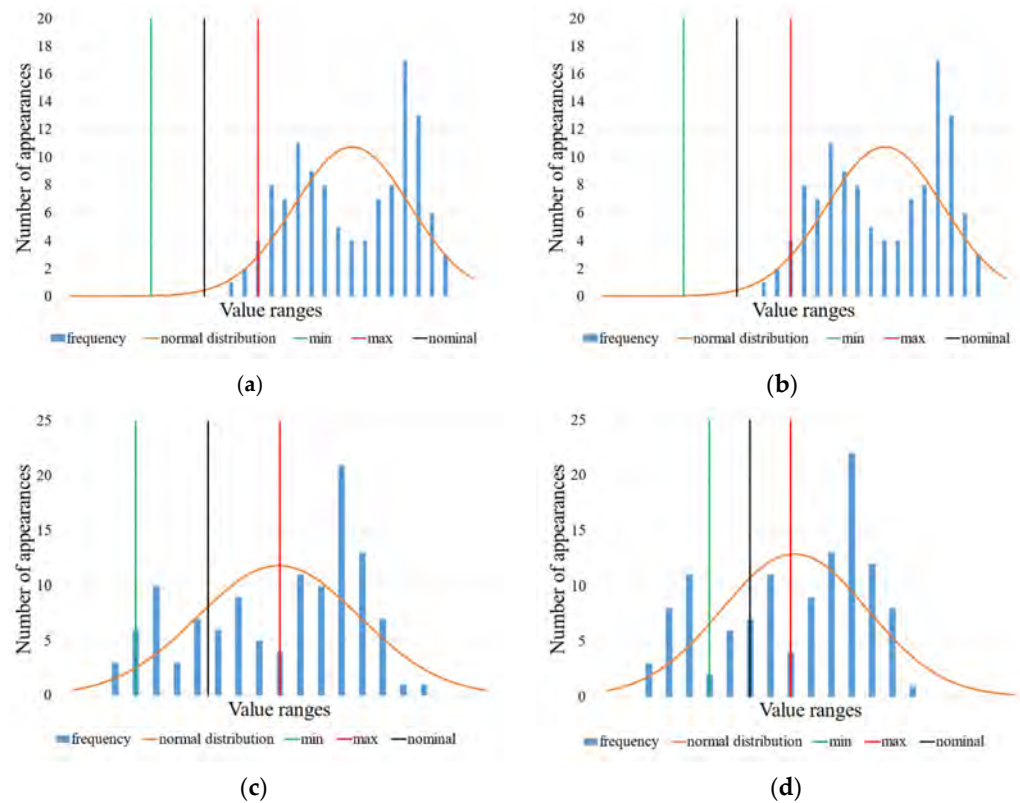 20 20
18 18
16 16
14 14
12 12
10 10
8 8
6 6
4 4
2 2
0 0
Number of appearances Number of appearances
Value ranges Value ranges
frequency normal distribution min max nominal frequency normal distribution min max nominal
(a) (b)
25 25
20 20
15 15
10 10
5 5
0 0
Number of appearances Number of appearances
Value ranges Value ranges
frequency normal distribution min max nominal frequency normal distribution min max nominal
(c) (d)